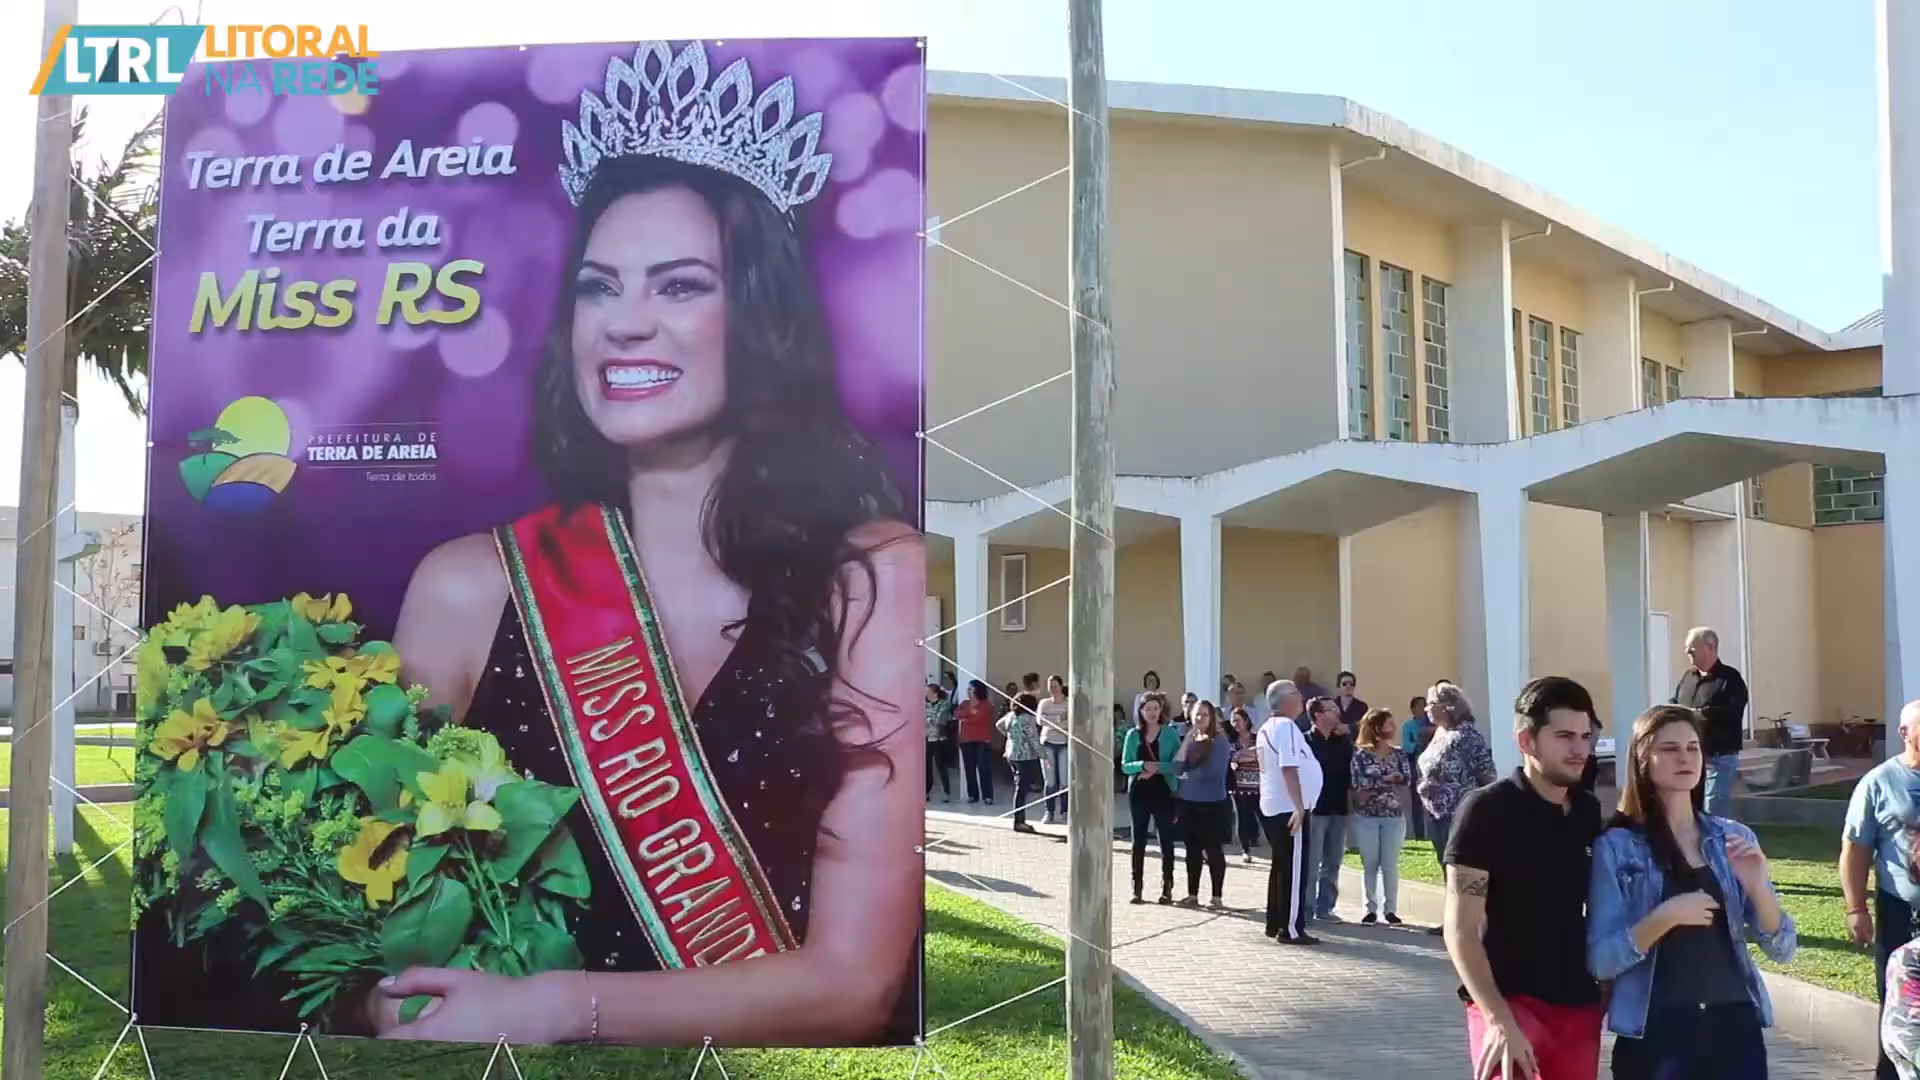 LTRL LITORAL
NA REDE
Terra de Areia
Terra da
Miss RS
PREFEITURA DE
TERRA DE AREIA
Terra de todos
MISS RIO GRANDE